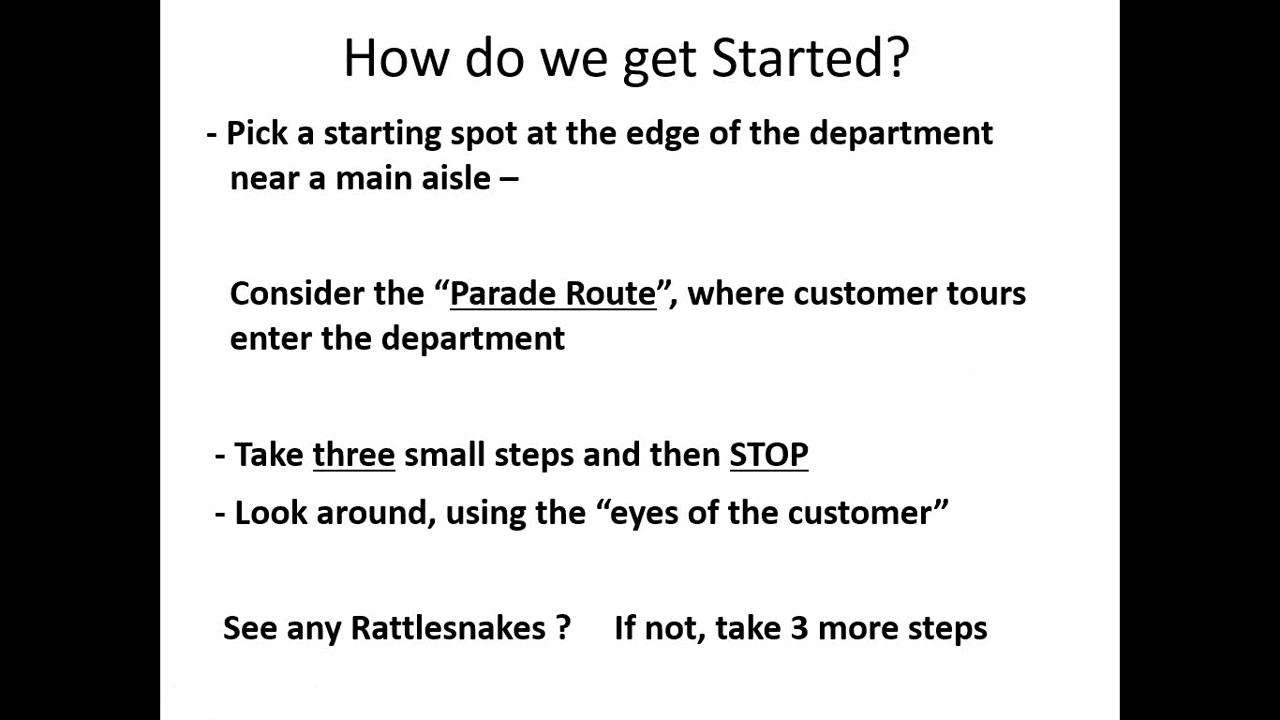 How do we get Started?
- Pick a starting spot at the edge of the department
near a main aisle –
Consider the “Parade Route”, where customer tours
enter the department
- Take three small steps and then STOP
- Look around, using the “eyes of the customer”
See any Rattlesnakes ? If not, take 3 more steps